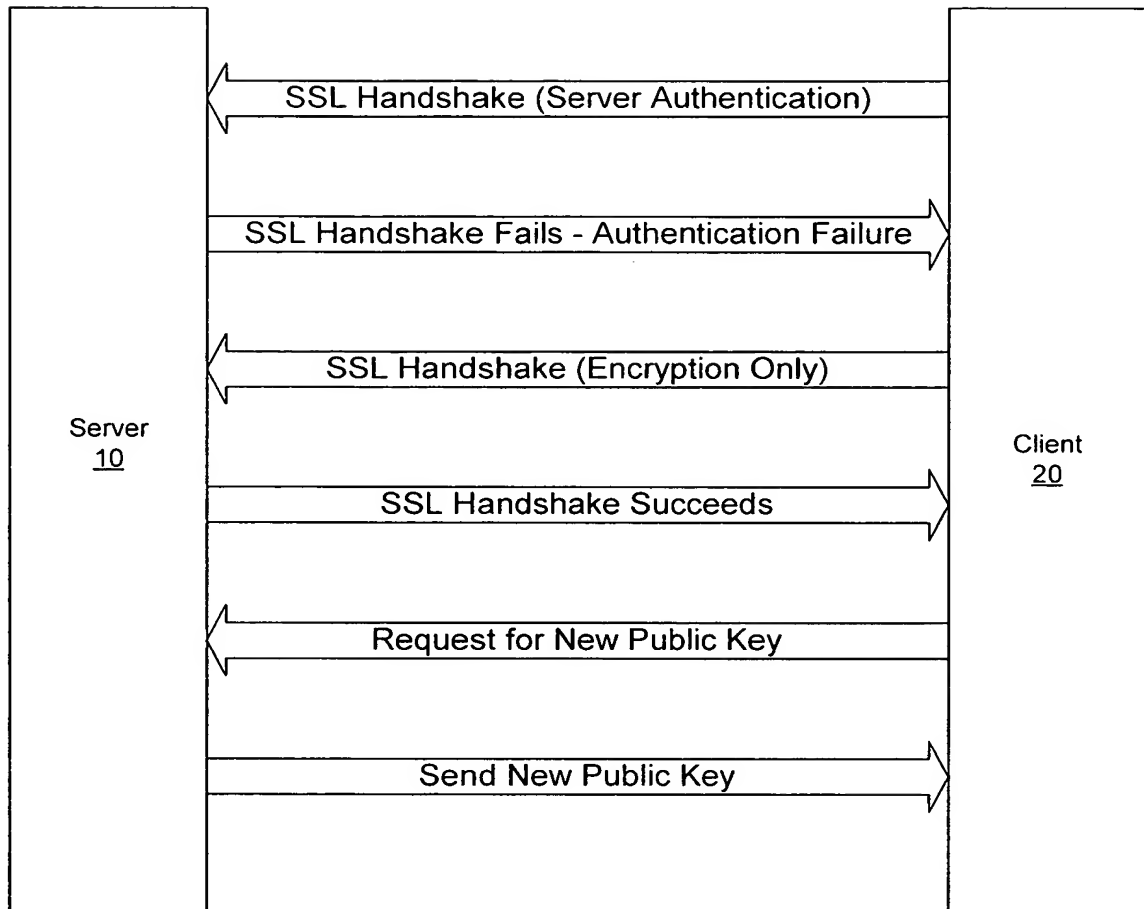 SSL Handshake (Server Authentication)
SSL Handshake Fails - Authentication Failure
SSL Handshake (Encryption Only)
Server
10
Client
20
SSL Handshake Succeeds
Request for New Public Key
Send New Public Key